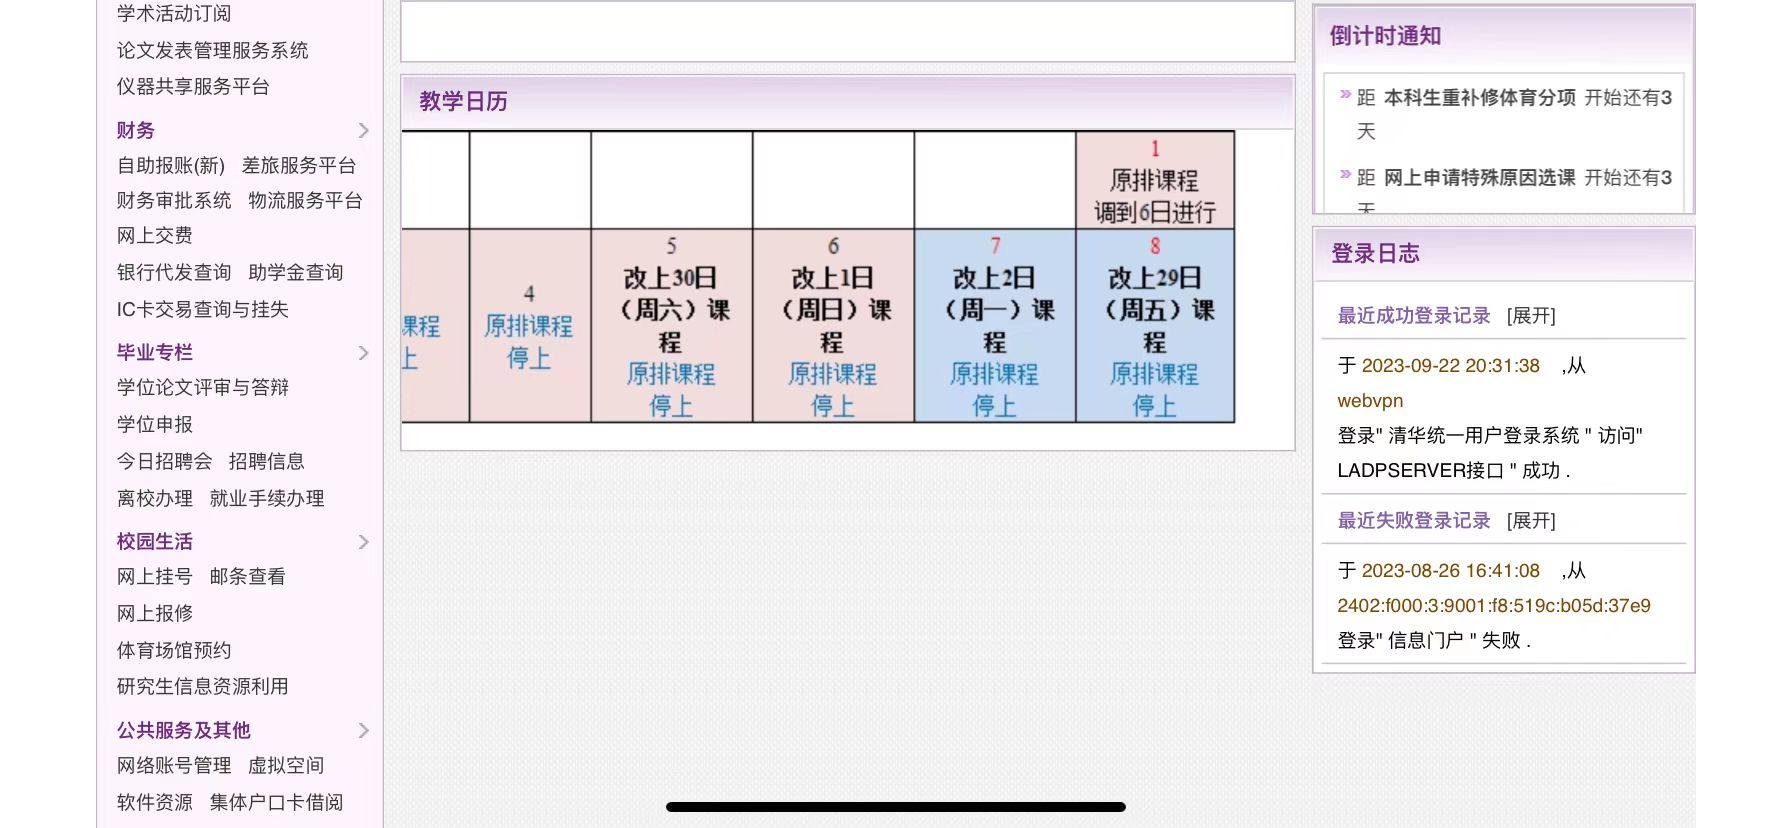 学术活动订阅
论文发表管理服务系统
仪器共享服务平台
财务
自助报账(新) 差旅服务平台
财务审批系统 物流服务平台
网上交费
银行代发查询 助学金查询
IC卡交易查询与挂失
毕业专栏
学位论文评审与答辩
学位申报
今日招聘会 招聘信息
离校办理 就业手续办理
校园生活
网上挂号 邮条查看
网上报修
体育场馆预约
研究生信息资源利用
公共服务及其他
网络账号管理 虚拟空间
软件资源 集体户口卡借阅
教学日历
1
原排课程
调到6日进行
课程
上
4
原排课程
停上
5
改上30日
（周六）课
程
原排课程
停上
6
改上1日
（周日）课
程
原排课程
停上
7
改上2日
（周一）课
程
原排课程
停上
8
改上29日
（周五）课
程
原排课程
停上
倒计时通知
距 本科生重补修体育分项 开始还有3
天
距 网上申请特殊原因选课 开始还有3
天
登录日志
最近成功登录记录 [展开]
于 2023-09-22 20:31:38 ,从
webvpn
登录" 清华统一用户登录系统 " 访问"
LADPSERVER接口 " 成功 .
最近失败登录记录 [展开]
于 2023-08-26 16:41:08 ,从
2402:f000:3:9001:f8:519c:b05d:37e9
登录" 信息门户 " 失败 .